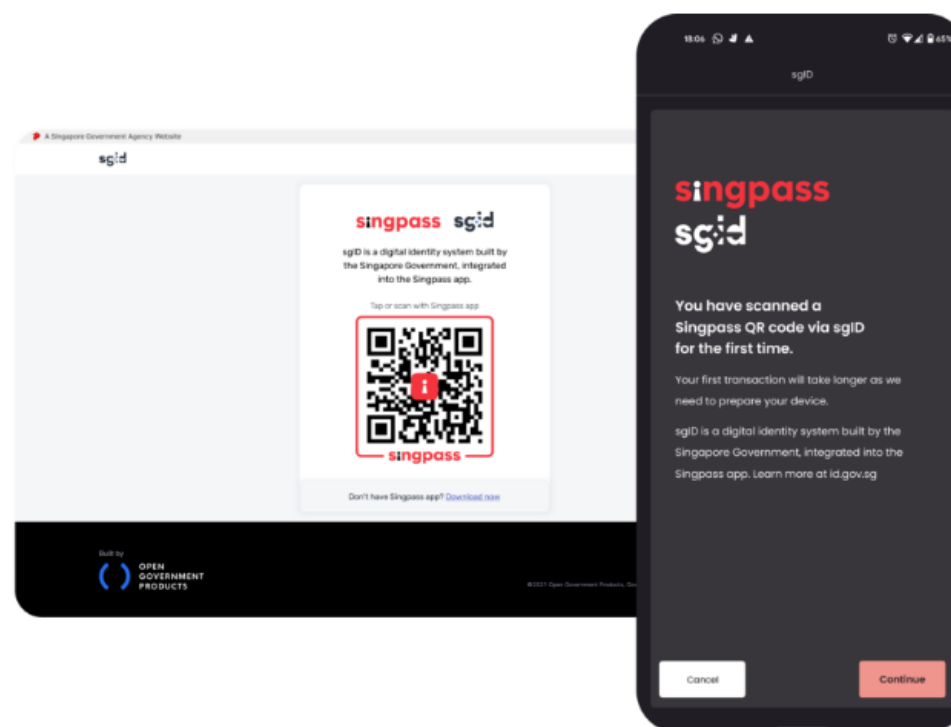 A Singapore Government Agency Website
sgid
singpass sgid
sgID is a digital identity system built by
the Singapore Government, integrated
into the Singpass app.
Tap or scan with Singpass app
singpass
Don't have Singpass app? Download now
Built by
OPEN
GOVERNMENT
PRODUCTS
Open Government Products,
18:06
65%
sgID
singpass
sgid
You have scanned a
Singpass QR code via sgID
for the first time.
Your first transaction will take longer as we
need to prepare your device.
sgID is a digital identity system built by the
Singapore Government, integrated into the
Singpass app. Learn more at id.gov.sg
Cancel
Continue